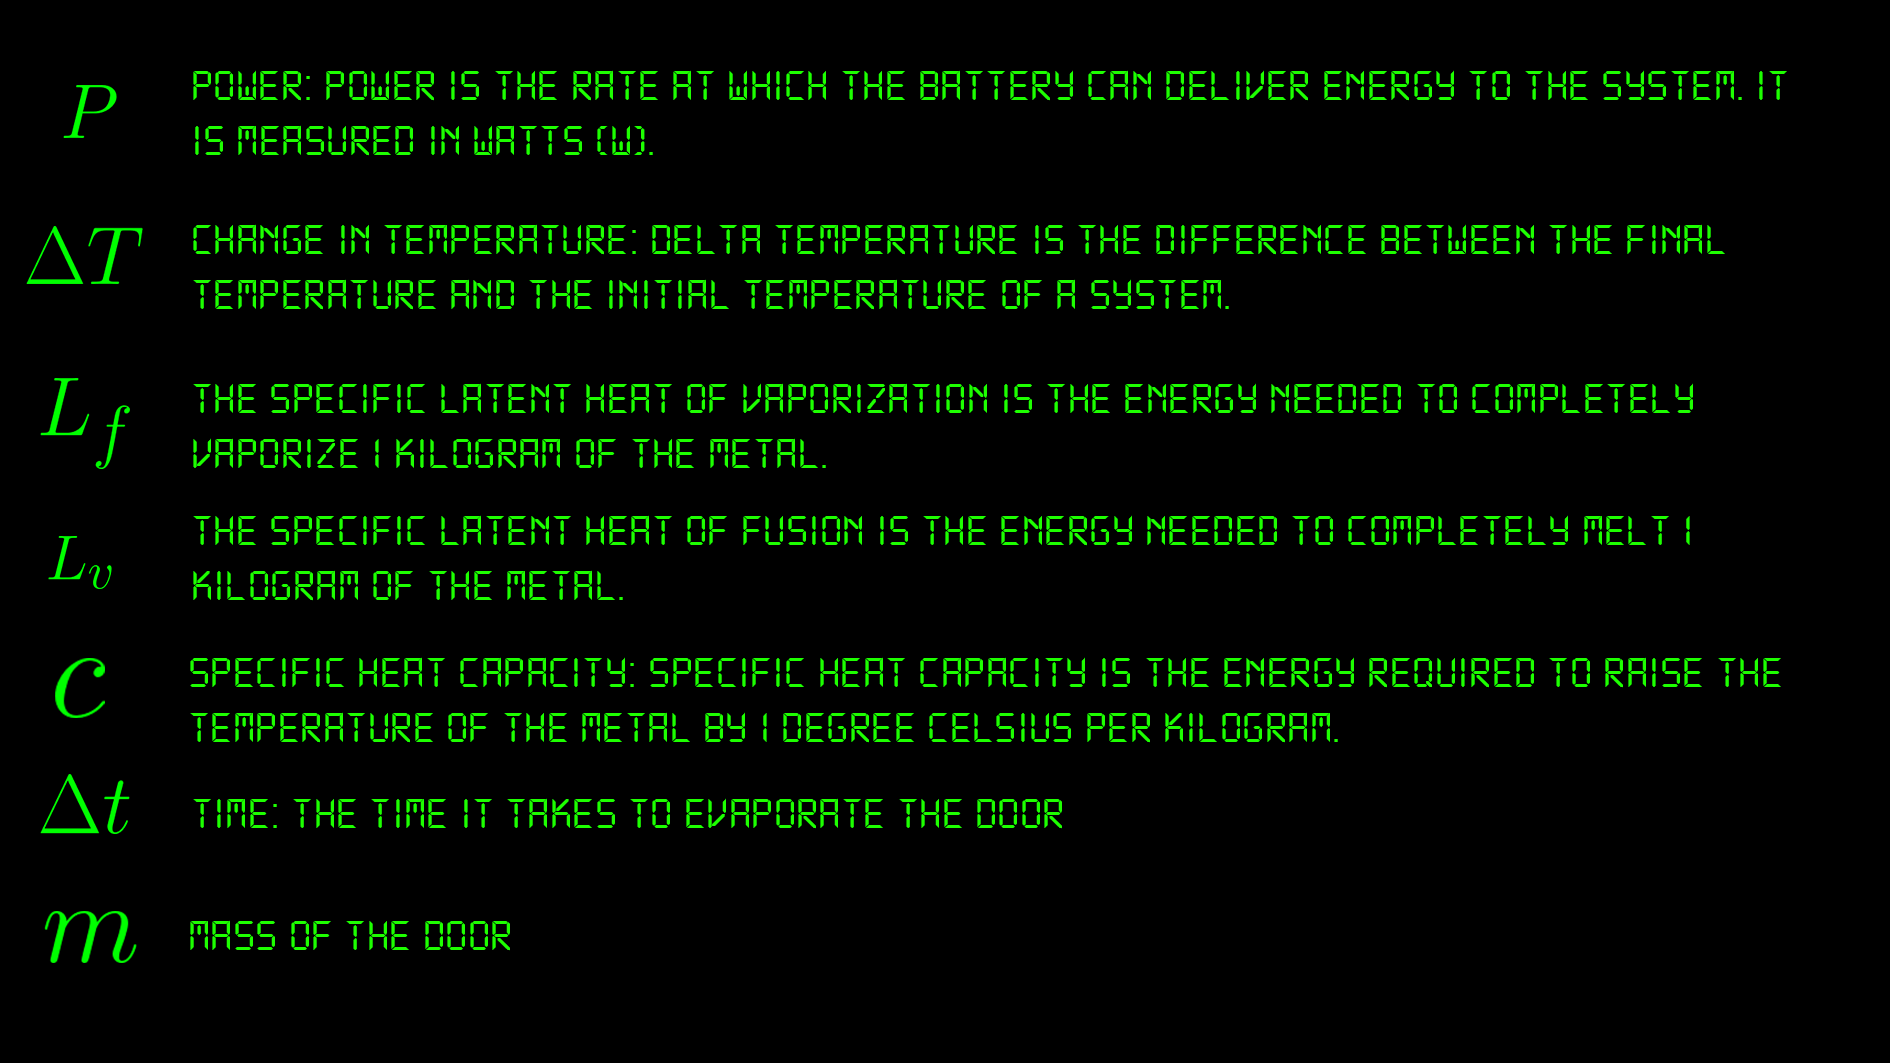 P POWER: POWER IS THE RATE AT WHICH THE BATTERY CAN DELIVER ENERGY TO THE SYSTEM. IT
IS MEASURED IN WATTS (W).
ΔT CHANGE IN TEMPERATURE: DELTA TEMPERATURE IS THE DIFFERENCE BETWEEN THE FINAL
TEMPERATURE AND THE INITIAL TEMPERATURE OF A SYSTEM.
L_f THE SPECIFIC LATENT HEAT OF VAPORIZATION IS THE ENERGY NEEDED TO COMPLETELY
VAPORIZE 1 KILOGRAM OF THE METAL.
L_v THE SPECIFIC LATENT HEAT OF FUSION IS THE ENERGY NEEDED TO COMPLETELY MELT 1
KILOGRAM OF THE METAL.
c SPECIFIC HEAT CAPACITY: SPECIFIC HEAT CAPACITY IS THE ENERGY REQUIRED TO RAISE THE
TEMPERATURE OF THE METAL BY 1 DEGREE CELSIUS PER KILOGRAM.
Δt TIME: THE TIME IT TAKES TO EVAPORATE THE DOOR
m MASS OF THE DOOR